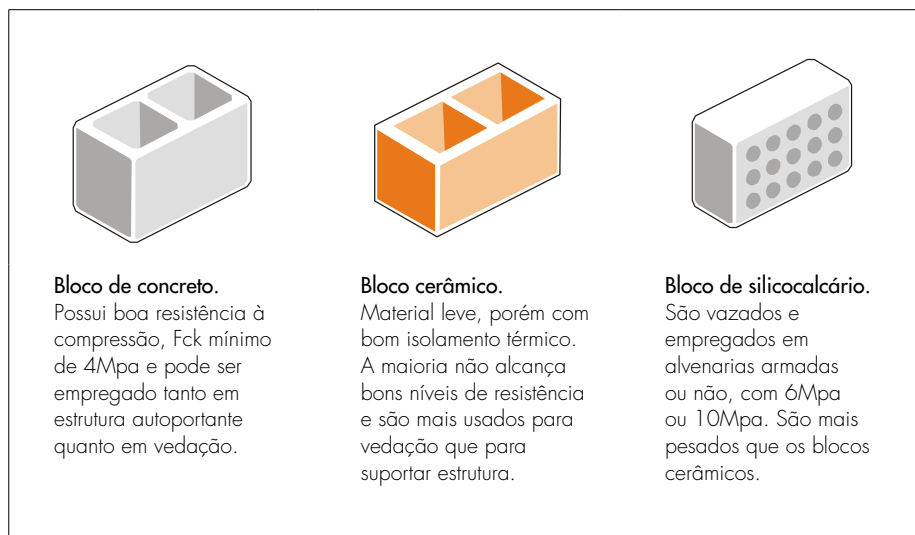 Bloco de concreto.
Possui boa resistência à
compressão, Fck mínimo
de 4Mpa e pode ser
empregado tanto em
estrutura autoportante
quanto em vedação.
Bloco cerâmico.
Material leve, porém com
bom isolamento térmico.
A maioria não alcança
bons níveis de resistência
e são mais usados para
vedação que para
suportar estrutura.
Bloco de silicocalcário.
São vazados e
empregados em
alvenarias armadas
ou não, com 6Mpa
ou 10Mpa. São mais
pesados que os blocos
cerâmicos.